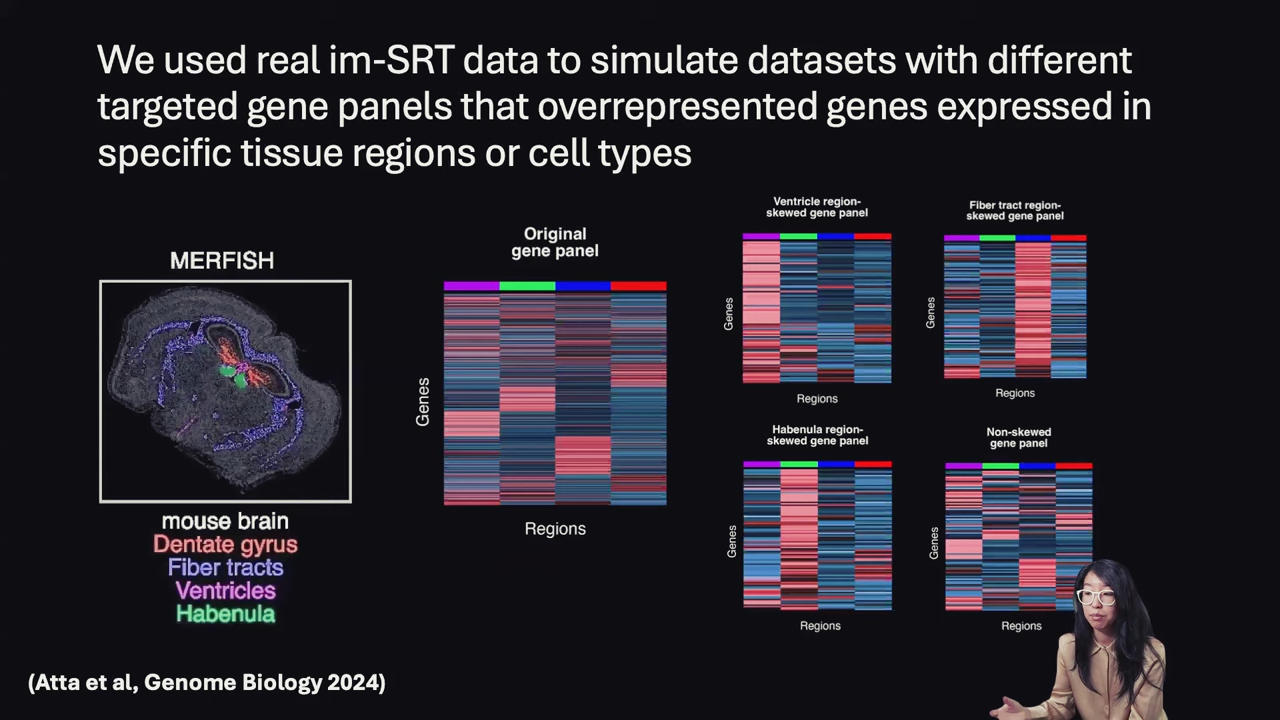 We used real im-SRT data to simulate datasets with different
targeted gene panels that overrepresented genes expressed in
specific tissue regions or cell types
MERFISH
mouse brain
Dentate gyrus
Fiber tracts
Ventricles
Habenula
Original
gene panel
Genes
Regions
Ventricle region-
skewed gene panel
Genes
Regions
Fiber tract region-
skewed gene panel
Genes
Regions
Habenula region-
skewed gene panel
Genes
Regions
Non-skewed
gene panel
Genes
Regions
(Atta et al, Genome Biology 2024)